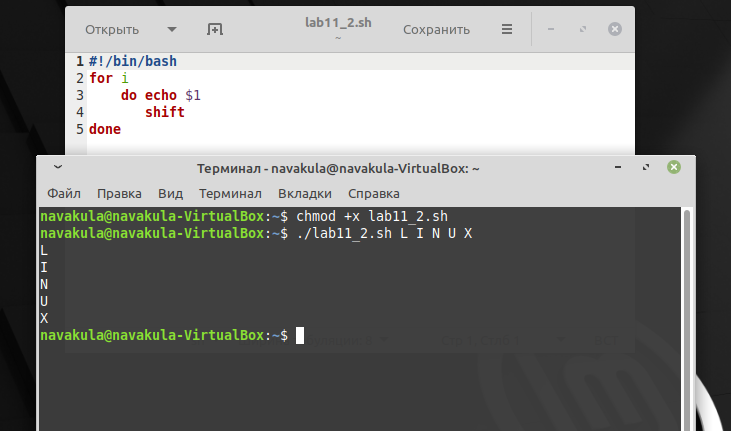 Открыть
lab11_2.sh
~
Сохранить
1 #!/bin/bash
2 for i
3     do echo $1
4        shift
5 done
Терминал - navakula@navakula-VirtualBox: ~
Файл Правка Вид Терминал Вкладки Справка
navakula@navakula-VirtualBox:~$ chmod +x lab11_2.sh
navakula@navakula-VirtualBox:~$ ./lab11_2.sh L I N U X
L
I
N
U
X
navakula@navakula-VirtualBox:~$